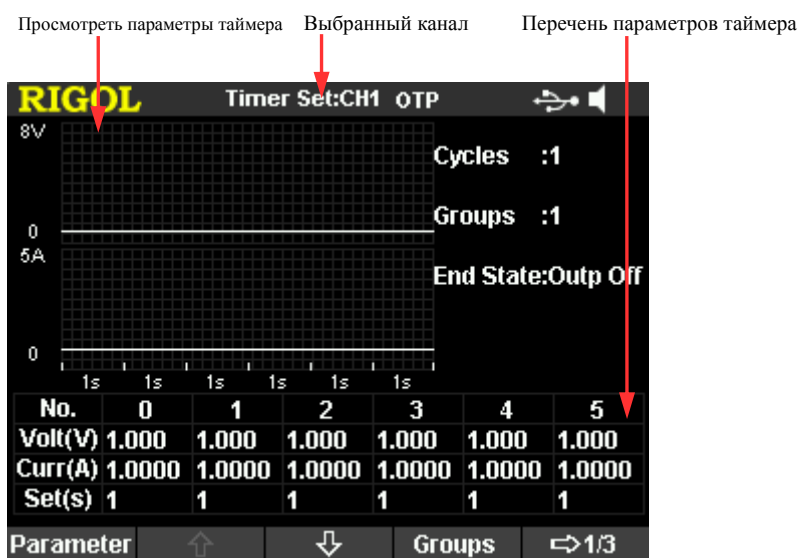 Просмотреть параметры таймера Выбранный канал Перечень параметров таймера
RIGOL Timer Set:CH1 OTP
8V
Cycles :1
Groups :1
0
5A
End State:Outp Off
0
1s 1s 1s 1s 1s 1s
No. 0 1 2 3 4 5
Volt(V) 1.000 1.000 1.000 1.000 1.000 1.000
Curr(A) 1.0000 1.0000 1.0000 1.0000 1.0000 1.0000
Set(s) 1 1 1 1 1 1
Parameter Groups 1/3